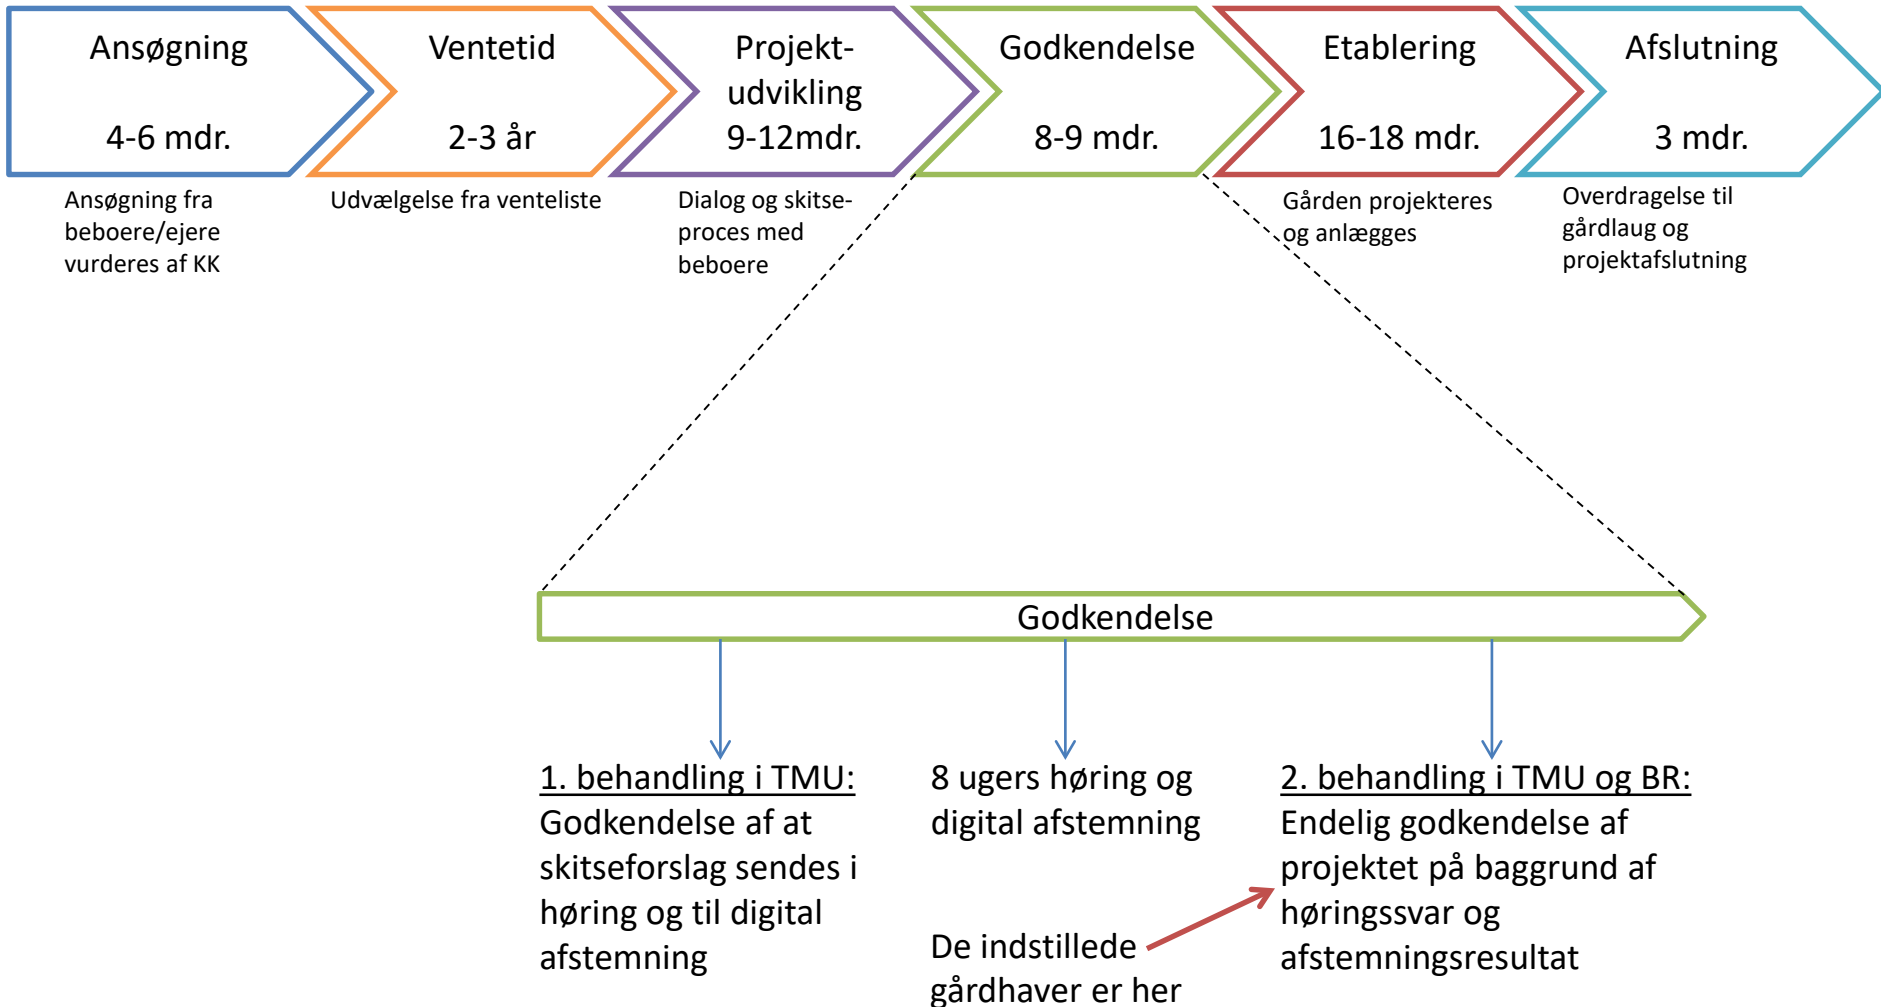 Ansøgning
4-6 mdr.
Ventetid
2-3 år
Projekt-
udvikling
9-12mdr.
Godkendelse
8-9 mdr.
Etablering
16-18 mdr.
Afslutning
3 mdr.
Ansøgning fra
beboere/ejere
vurderes af KK
Udvælgelse fra venteliste
Dialog og skitse-
proces med
beboere
Gården projekteres
og anlægges
Overdragelse til
gårdlaug og
projektafslutning
Godkendelse
1. behandling i TMU:
Godkendelse af at
skitseforslag sendes i
høring og til digital
afstemning
8 ugers høring og
digital afstemning
De indstillede
gårdhaver er her
2. behandling i TMU og BR:
Endelig godkendelse af
projektet på baggrund af
høringssvar og
afstemningsresultat